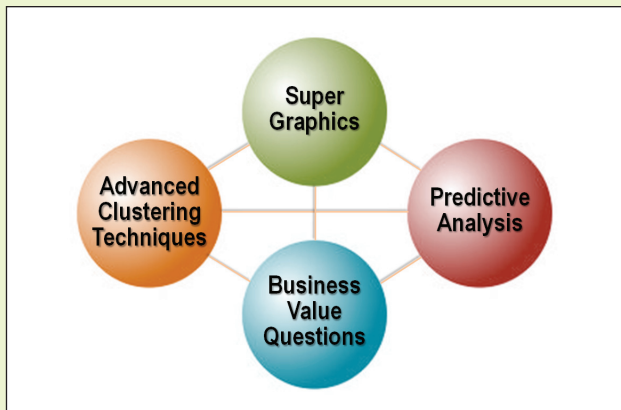 Super
Graphics
Advanced
Clustering
Techniques
Predictive
Analysis
Business
Value
Questions